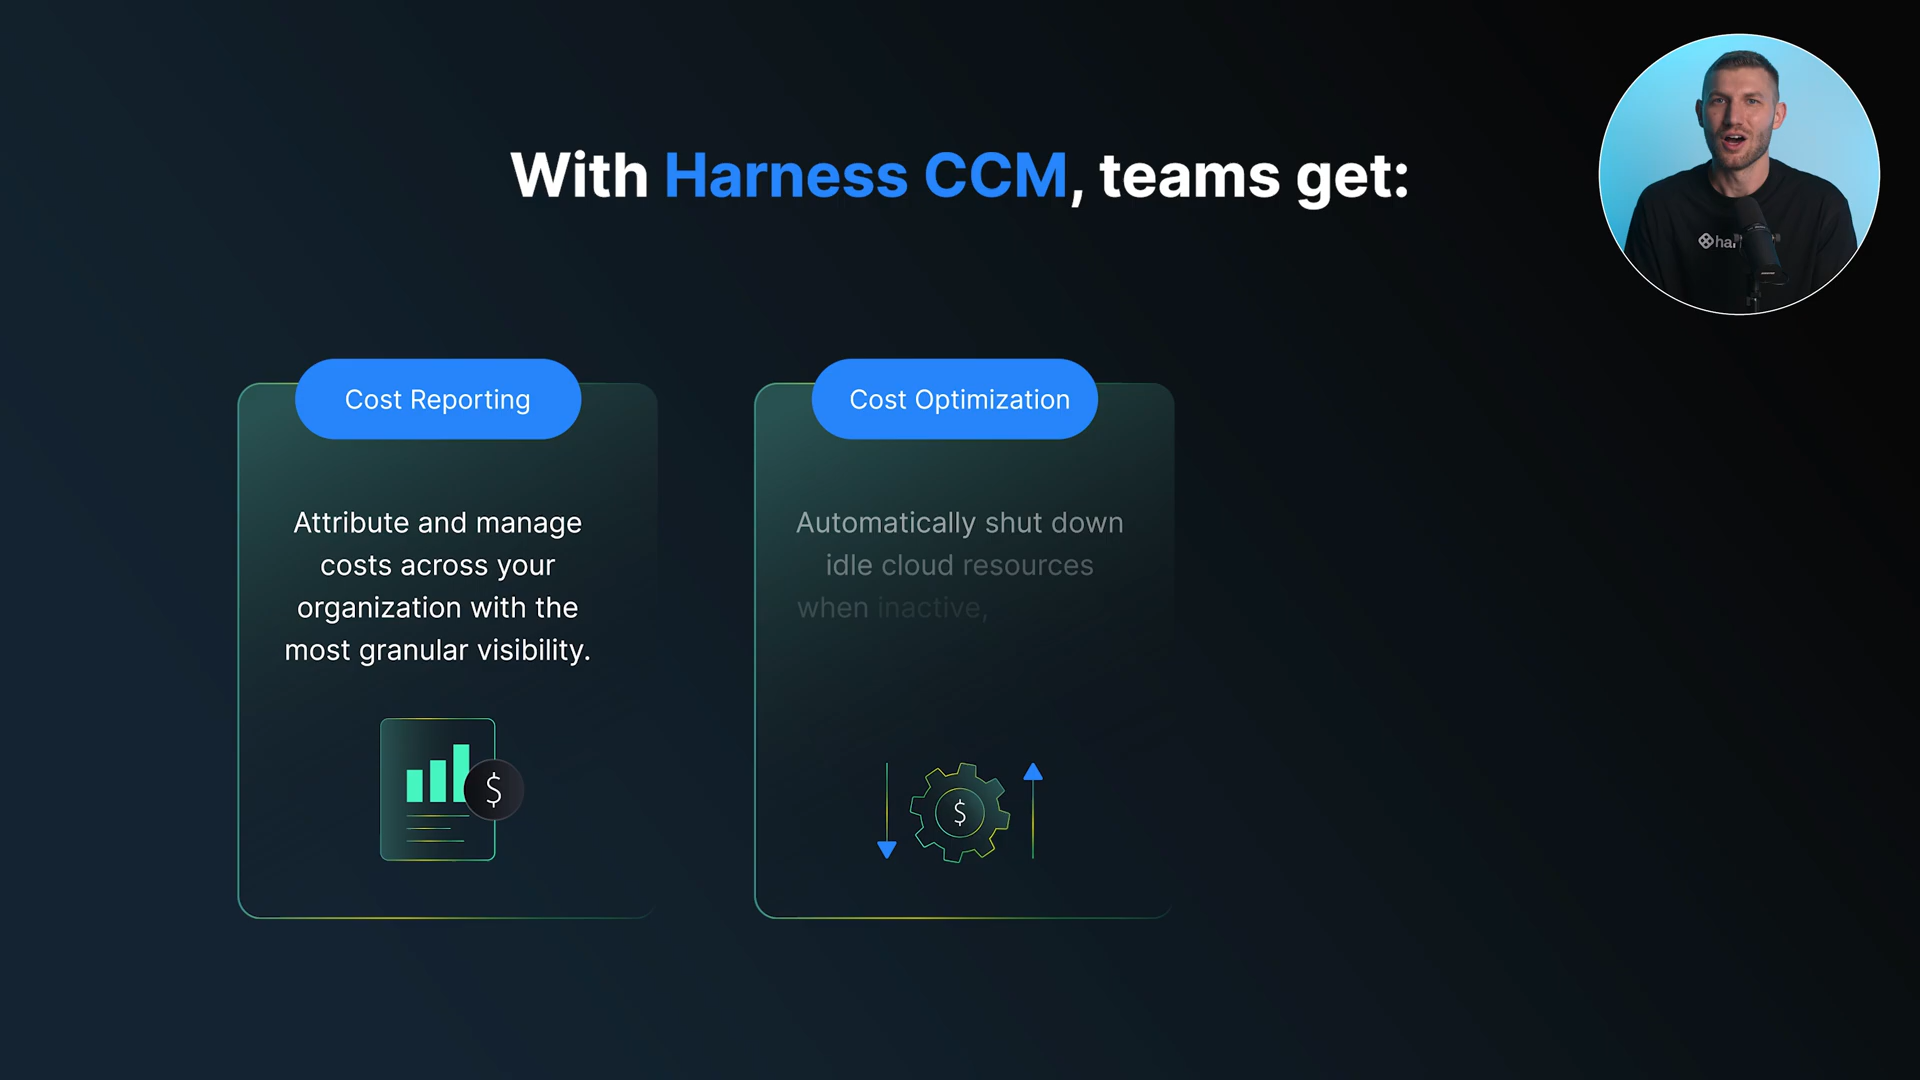 With Harness CCM, teams get:
Cost Reporting
Attribute and manage
costs across your
organization with the
most granular visibility.
$
Cost Optimization
Automatically shut down
idle cloud resources
when inactive,
$